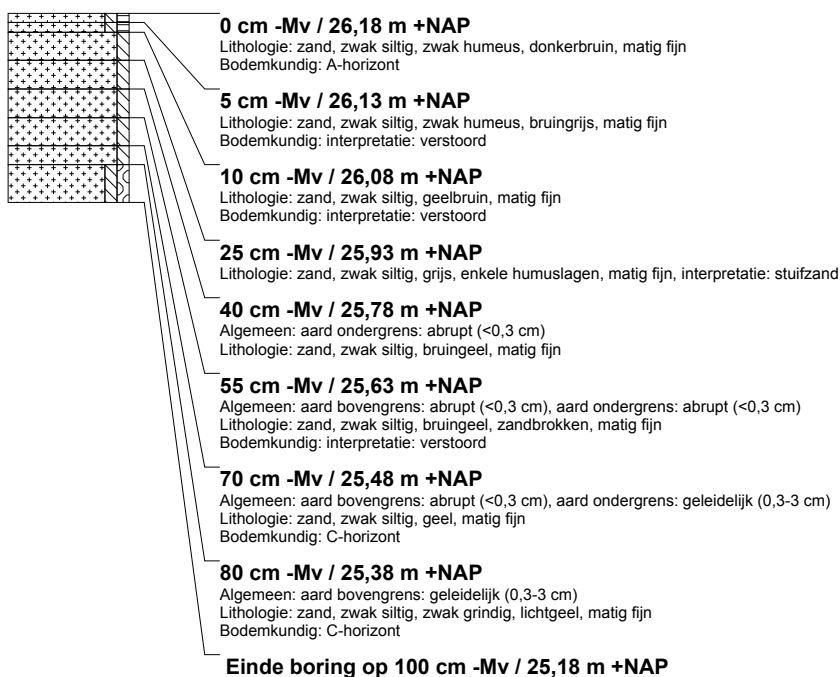 0 cm -Mv / 26,18 m +NAP
Lithologie: zand, zwak siltig, zwak humeus, donkerbruin, matig fijn
Bodemkundig: A-horizont
5 cm -Mv / 26,13 m +NAP
Lithologie: zand, zwak siltig, zwak humeus, bruingrijs, matig fijn
Bodemkundig: interpretatie: verstoord
10 cm -Mv / 26,08 m +NAP
Lithologie: zand, zwak siltig, geelbruin, matig fijn
Bodemkundig: interpretatie: verstoord
25 cm -Mv / 25,93 m +NAP
Lithologie: zand, zwak siltig, grijs, enkele humuslagen, matig fijn, interpretatie: stuifzand
40 cm -Mv / 25,78 m +NAP
Algemeen: aard ondergrens: abrupt (<0,3 cm)
Lithologie: zand, zwak siltig, bruingeel, matig fijn
55 cm -Mv / 25,63 m +NAP
Algemeen: aard bovengrens: abrupt (<0,3 cm), aard ondergrens: abrupt (<0,3 cm)
Lithologie: zand, zwak siltig, bruingeel, zandbrokken, matig fijn
Bodemkundig: interpretatie: verstoord
70 cm -Mv / 25,48 m +NAP
Algemeen: aard bovengrens: abrupt (<0,3 cm), aard ondergrens: geleidelijk (0,3-3 cm)
Lithologie: zand, zwak siltig, geel, matig fijn
Bodemkundig: C-horizont
80 cm -Mv / 25,38 m +NAP
Algemeen: aard bovengrens: geleidelijk (0,3-3 cm)
Lithologie: zand, zwak siltig, zwak grindig, lichtgeel, matig fijn
Bodemkundig: C-horizont
Einde boring op 100 cm -Mv / 25,18 m +NAP